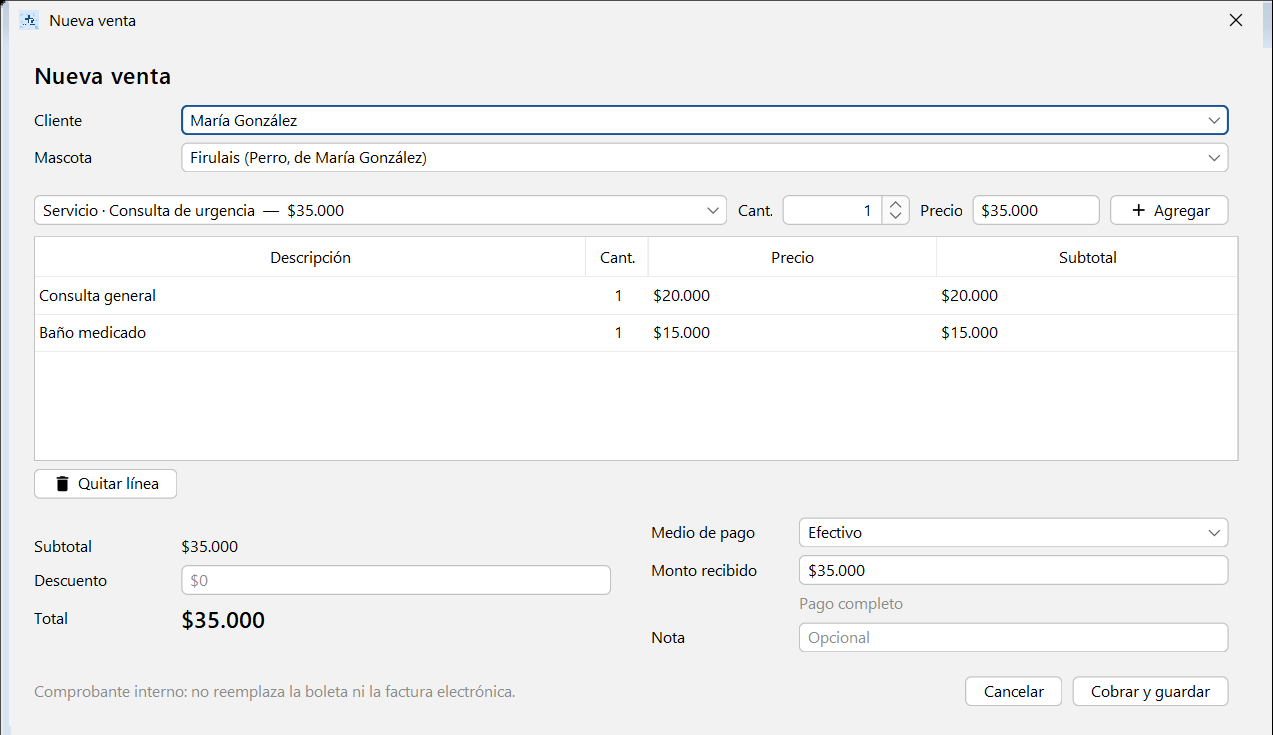 Nueva venta
Nueva venta
Cliente María González
Mascota Firulais (Perro, de María González)
Servicio · Consulta de urgencia — $35.000 Cant. 1 Precio $35.000 + Agregar
Descripción Cant. Precio Subtotal
Consulta general 1 $20.000 $20.000
Baño medicado 1 $15.000 $15.000
Quitar línea
Subtotal $35.000
Descuento $0
Total $35.000
Medio de pago Efectivo
Monto recibido $35.000
Pago completo
Nota Opcional
Comprobante interno: no reemplaza la boleta ni la factura electrónica.
Cancelar Cobrar y guardar